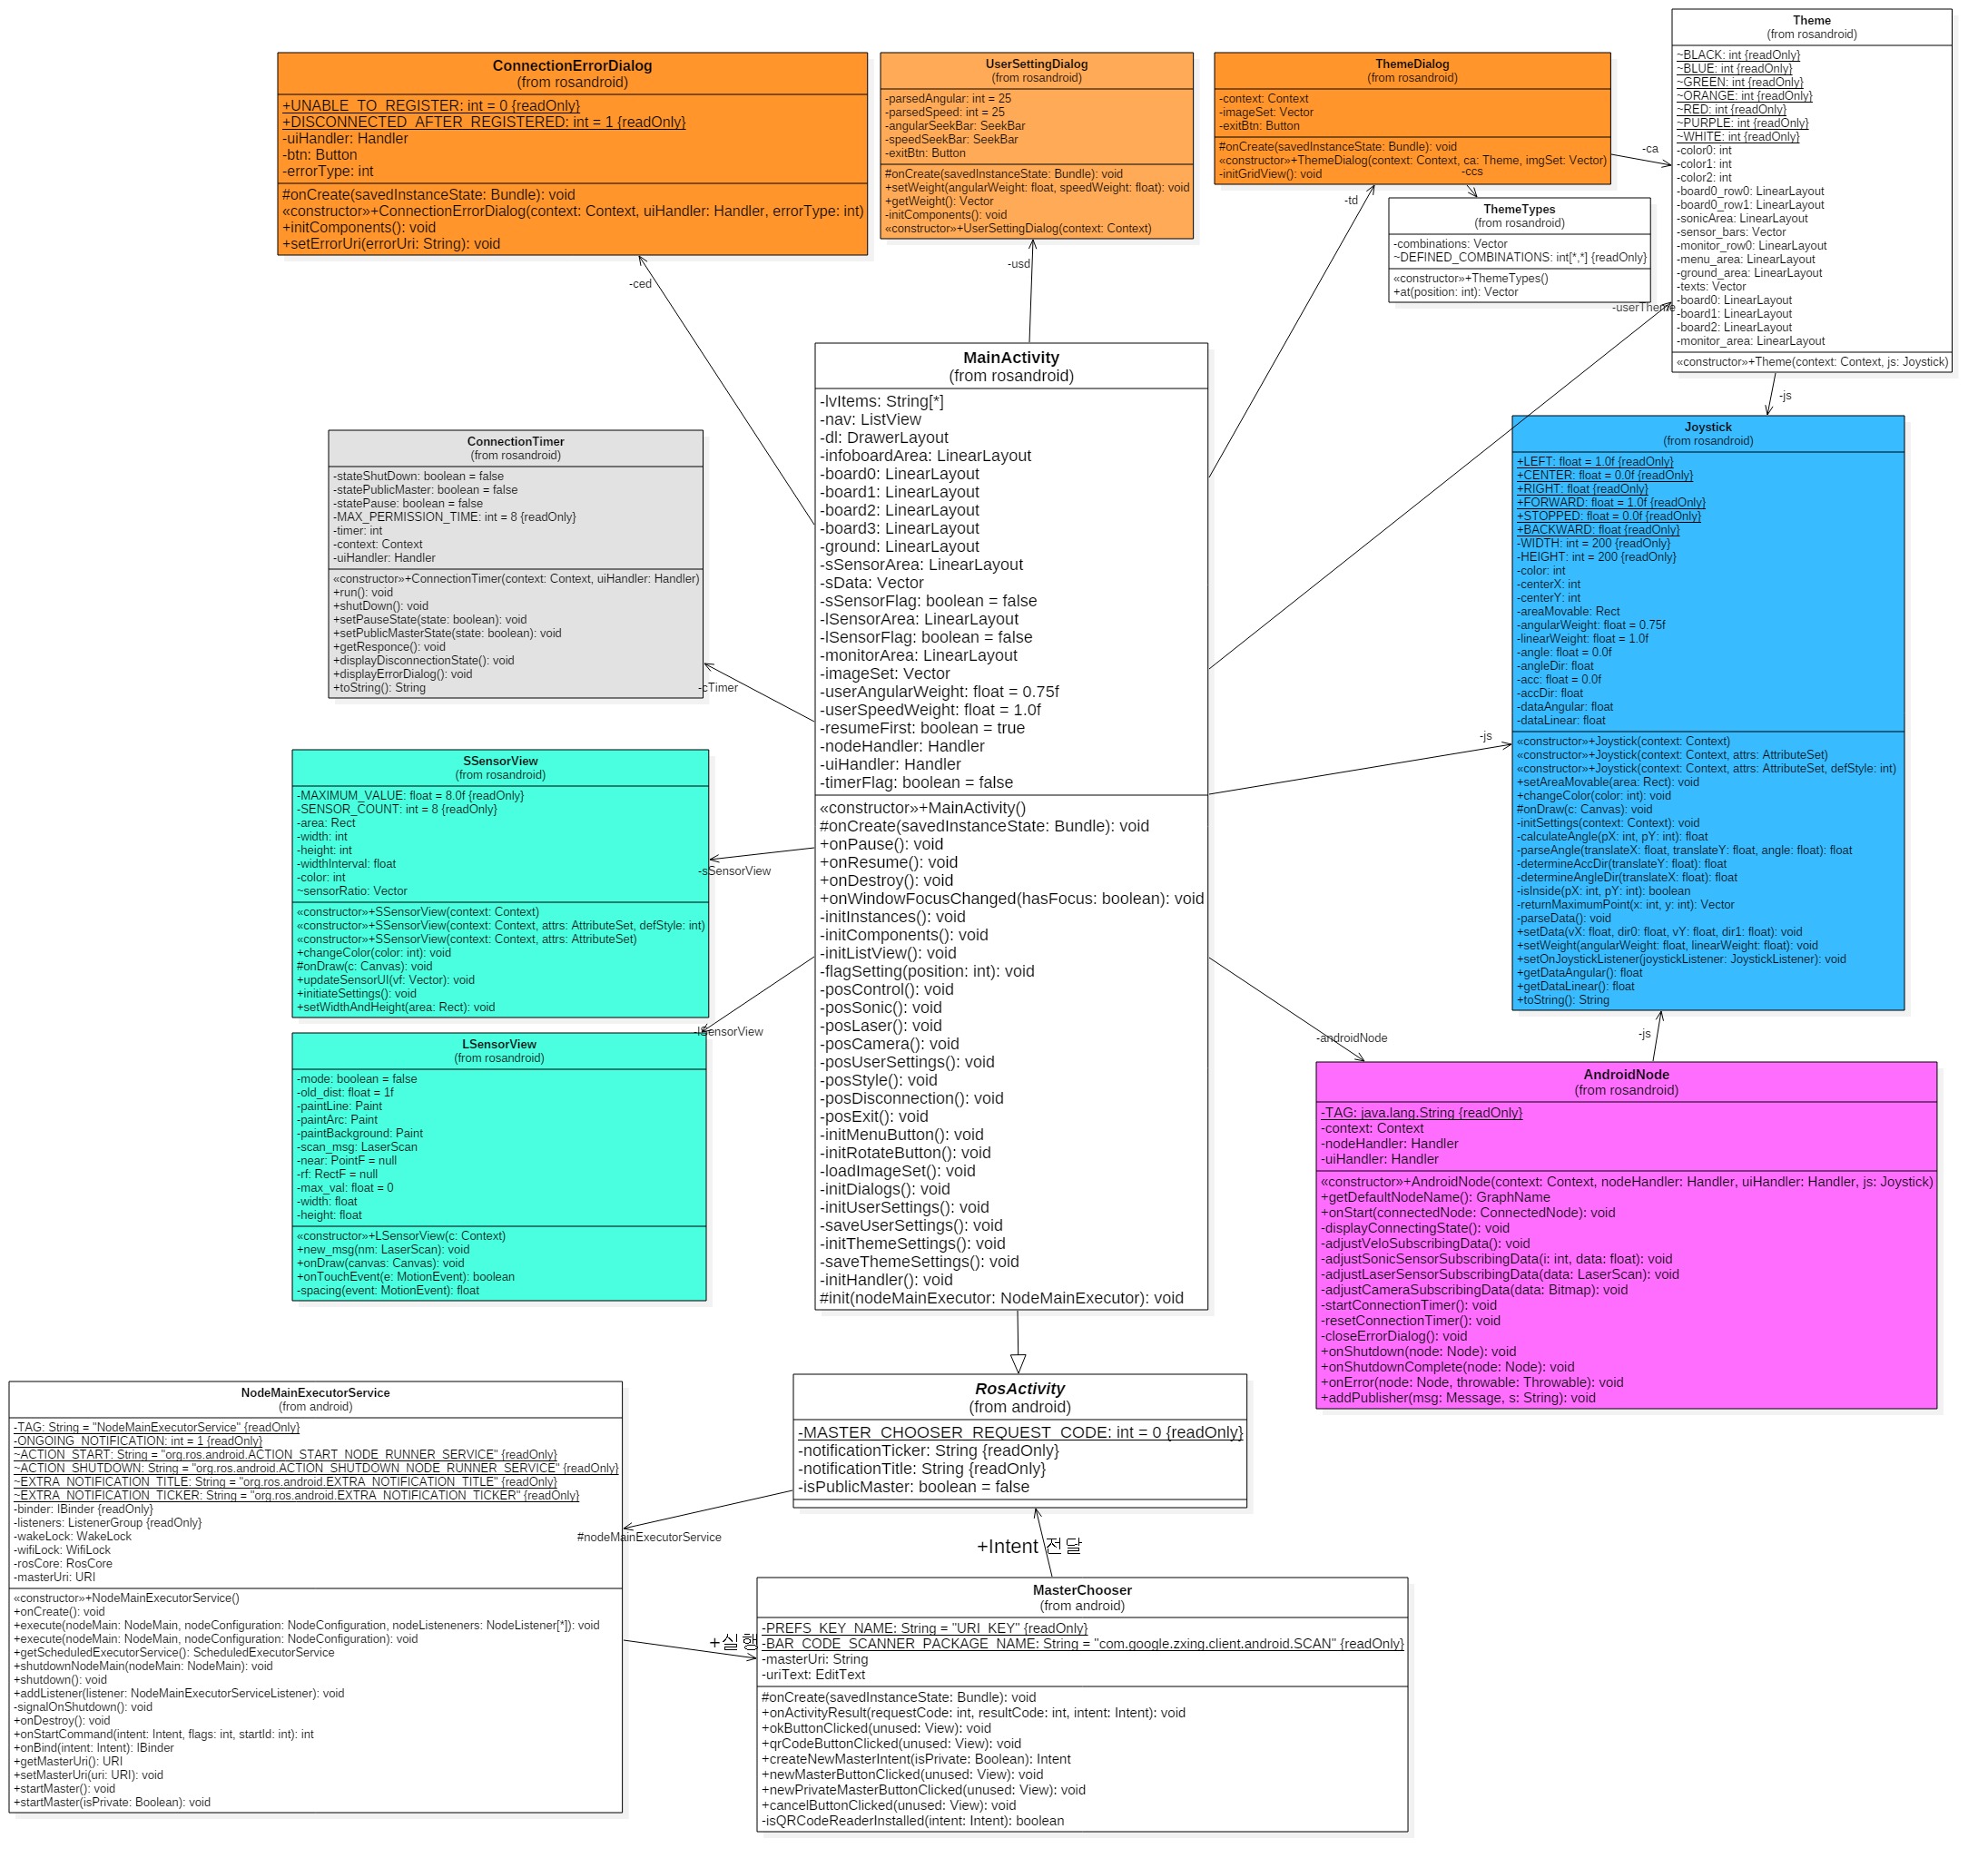 ConnectionErrorDialog
(from rosandroid)
+UNABLE_TO_REGISTER: int = 0 {readOnly}
+DISCONNECTED_AFTER_REGISTERED: int = 1 {readOnly}
-uiHandler: Handler
-btn: Button
-errorType: int
#onCreate(savedInstanceState: Bundle): void
«constructor»+ConnectionErrorDialog(context: Context, uiHandler: Handler, errorType: int)
+initComponents(): void
+setErrorUri(errorUri: String): void
UserSettingDialog
(from rosandroid)
-parsedAngular: int = 25
-parsedSpeed: int = 25
-angularSeekBar: SeekBar
-speedSeekBar: SeekBar
-exitBtn: Button
#onCreate(savedInstanceState: Bundle): void
+setWeight(angularWeight: float, speedWeight: float): void
+getWeight(): Vector
-initComponents(): void
«constructor»+UserSettingDialog(context: Context)
ThemeDialog
(from rosandroid)
-context: Context
-imageSet: Vector
-exitBtn: Button
#onCreate(savedInstanceState: Bundle): void
«constructor»+ThemeDialog(context: Context, ca: Theme, imgSet: Vector)
-initGridView(): void
-ca
-ccs
Theme
(from rosandroid)
~BLACK: int {readOnly}
~BLUE: int {readOnly}
~GREEN: int {readOnly}
~ORANGE: int {readOnly}
~RED: int {readOnly}
~PURPLE: int {readOnly}
~WHITE: int {readOnly}
-color0: int
-color1: int
-color2: int
-board0_row0: LinearLayout
-board0_row1: LinearLayout
-sonicArea: LinearLayout
-sensor_bars: Vector
-monitor_row0: LinearLayout
-menu_area: LinearLayout
-ground_area: LinearLayout
-texts: Vector
-board0: LinearLayout
-board1: LinearLayout
-board2: LinearLayout
-monitor_area: LinearLayout
«constructor»+Theme(context: Context, js: Joystick)
ThemeTypes
(from rosandroid)
-combinations: Vector
~DEFINED_COMBINATIONS: int[*,*] {readOnly}
«constructor»+ThemeTypes()
+at(position: int): Vector
-ced
-usd
-td
-userTheme
-js
MainActivity
(from rosandroid)
-lvItems: String[*]
-nav: ListView
-dl: DrawerLayout
-infoboardArea: LinearLayout
-board0: LinearLayout
-board1: LinearLayout
-board2: LinearLayout
-board3: LinearLayout
-ground: LinearLayout
-sSensorArea: LinearLayout
-sData: Vector
-sSensorFlag: boolean = false
-lSensorArea: LinearLayout
-lSensorFlag: boolean = false
-monitorArea: LinearLayout
-imageSet: Vector
-userAngularWeight: float = 0.75f
-userSpeedWeight: float = 1.0f
-resumeFirst: boolean = true
-nodeHandler: Handler
-uiHandler: Handler
-timerFlag: boolean = false
«constructor»+MainActivity()
#onCreate(savedInstanceState: Bundle): void
+onPause(): void
+onResume(): void
+onDestroy(): void
+onWindowFocusChanged(hasFocus: boolean): void
-initInstances(): void
-initComponents(): void
-initListView(): void
-flagSetting(position: int): void
-posControl(): void
-posSonic(): void
-posLaser(): void
-posCamera(): void
-posUserSettings(): void
-posStyle(): void
-posDisconnection(): void
-posExit(): void
-initMenuButton(): void
-initRotateButton(): void
-loadImageSet(): void
-initDialogs(): void
-initUserSettings(): void
-saveUserSettings(): void
-initThemeSettings(): void
-saveThemeSettings(): void
-initHandler(): void
#init(nodeMainExecutor: NodeMainExecutor): void
ConnectionTimer
(from rosandroid)
-stateShutDown: boolean = false
-statePublicMaster: boolean = false
-statePause: boolean = false
-MAX_PERMISSION_TIME: int = 8 {readOnly}
-timer: int
-context: Context
-uiHandler: Handler
«constructor»+ConnectionTimer(context: Context, uiHandler: Handler)
+run(): void
+shutDown(): void
+setPauseState(state: boolean): void
+setPublicMasterState(state: boolean): void
+getResponce(): void
+displayDisconnectionState(): void
+displayErrorDialog(): void
+toString(): String
-cTimer
Joystick
(from rosandroid)
+LEFT: float = 1.0f {readOnly}
+CENTER: float = 0.0f {readOnly}
+RIGHT: float {readOnly}
+FORWARD: float = 1.0f {readOnly}
+STOPPED: float = 0.0f {readOnly}
+BACKWARD: float {readOnly}
-WIDTH: int = 200 {readOnly}
-HEIGHT: int = 200 {readOnly}
-color: int
-centerX: int
-centerY: int
-areaMovable: Rect
-angularWeight: float = 0.75f
-linearWeight: float = 1.0f
-angle: float = 0.0f
-angleDir: float
-acc: float = 0.0f
-accDir: float
-dataAngular: float
-dataLinear: float
«constructor»+Joystick(context: Context)
«constructor»+Joystick(context: Context, attrs: AttributeSet)
«constructor»+Joystick(context: Context, attrs: AttributeSet, defStyle: int)
+setAreaMovable(area: Rect): void
+changeColor(color: int): void
#onDraw(c: Canvas): void
-initSettings(context: Context): void
-calculateAngle(pX: int, pY: int): float
-parseAngle(translateX: float, translateY: float, angle: float): float
-determineAccDir(translateY: float): float
-determineAngleDir(translateX: float): float
-isInside(pX: int, pY: int): boolean
-returnMaximumPoint(x: int, y: int): Vector
-parseData(): void
+setData(vX: float, dir0: float, vY: float, dir1: float): void
+setWeight(angularWeight: float, linearWeight: float): void
+setOnJoystickListener(joystickListener: JoystickListener): void
+getDataAngular(): float
+getDataLinear(): float
+toString(): String
-js
-js
SSensorView
(from rosandroid)
-MAXIMUM_VALUE: float = 8.0f {readOnly}
-SENSOR_COUNT: int = 8 {readOnly}
-area: Rect
-width: int
-height: int
-widthInterval: float
-color: int
~sensorRatio: Vector
«constructor»+SSensorView(context: Context)
«constructor»+SSensorView(context: Context, attrs: AttributeSet, defStyle: int)
«constructor»+SSensorView(context: Context, attrs: AttributeSet)
+changeColor(color: int): void
#onDraw(c: Canvas): void
+updateSensorUI(vf: Vector): void
+initiateSettings(): void
+setWidthAndHeight(area: Rect): void
-sSensorView
-lSensorView
LSensorView
(from rosandroid)
-mode: boolean = false
-old_dist: float = 1f
-paintLine: Paint
-paintArc: Paint
-paintBackground: Paint
-scan_msg: LaserScan
-near: PointF = null
-rf: RectF = null
-max_val: float = 0
-width: float
-height: float
«constructor»+LSensorView(c: Context)
+new_msg(nm: LaserScan): void
+onDraw(canvas: Canvas): void
+onTouchEvent(e: MotionEvent): boolean
-spacing(event: MotionEvent): float
-androidNode
AndroidNode
(from rosandroid)
-TAG: java.lang.String {readOnly}
-context: Context
-nodeHandler: Handler
-uiHandler: Handler
«constructor»+AndroidNode(context: Context, nodeHandler: Handler, uiHandler: Handler, js: Joystick)
+getDefaultNodeName(): GraphName
+onStart(connectedNode: ConnectedNode): void
-displayConnectingState(): void
-adjustVeloSubscribingData(): void
-adjustSonicSensorSubscribingData(i: int, data: float): void
-adjustLaserSensorSubscribingData(data: LaserScan): void
-adjustCameraSubscribingData(data: Bitmap): void
-startConnectionTimer(): void
-resetConnectionTimer(): void
-closeErrorDialog(): void
+onShutdown(node: Node): void
+onShutdownComplete(node: Node): void
+onError(node: Node, throwable: Throwable): void
+addPublisher(msg: Message, s: String): void
RosActivity
(from android)
-MASTER_CHOOSER_REQUEST_CODE: int = 0 {readOnly}
-notificationTicker: String {readOnly}
-notificationTitle: String {readOnly}
-isPublicMaster: boolean = false
NodeMainExecutorService
(from android)
-TAG: String = "NodeMainExecutorService" {readOnly}
-ONGOING_NOTIFICATION: int = 1 {readOnly}
~ACTION_START: String = "org.ros.android.ACTION_START_NODE_RUNNER_SERVICE" {readOnly}
~ACTION_SHUTDOWN: String = "org.ros.android.ACTION_SHUTDOWN_NODE_RUNNER_SERVICE" {readOnly}
~EXTRA_NOTIFICATION_TITLE: String = "org.ros.android.EXTRA_NOTIFICATION_TITLE" {readOnly}
~EXTRA_NOTIFICATION_TICKER: String = "org.ros.android.EXTRA_NOTIFICATION_TICKER" {readOnly}
-binder: IBinder {readOnly}
-listeners: ListenerGroup {readOnly}
-wakeLock: WakeLock
-wifiLock: WifiLock
-rosCore: RosCore
-masterUri: URI
«constructor»+NodeMainExecutorService()
+onCreate(): void
+execute(nodeMain: NodeMain, nodeConfiguration: NodeConfiguration, nodeListeneners: NodeListener[*]): void
+execute(nodeMain: NodeMain, nodeConfiguration: NodeConfiguration): void
+getScheduledExecutorService(): ScheduledExecutorService
+shutdownNodeMain(nodeMain: NodeMain): void
+shutdown(): void
+addListener(listener: NodeMainExecutorServiceListener): void
-signalOnShutdown(): void
+onDestroy(): void
+onStartCommand(intent: Intent, flags: int, startId: int): int
+onBind(intent: Intent): IBinder
+getMasterUri(): URI
+setMasterUri(uri: URI): void
+startMaster(): void
+startMaster(isPrivate: Boolean): void
#nodeMainExecutorService
+Intent 전달
+실행
MasterChooser
(from android)
-PREFS_KEY_NAME: String = "URI_KEY" {readOnly}
-BAR_CODE_SCANNER_PACKAGE_NAME: String = "com.google.zxing.client.android.SCAN" {readOnly}
-masterUri: String
-uriText: EditText
#onCreate(savedInstanceState: Bundle): void
+onActivityResult(requestCode: int, resultCode: int, intent: Intent): void
+okButtonClicked(unused: View): void
+qrCodeButtonClicked(unused: View): void
+createNewMasterIntent(isPrivate: Boolean): Intent
+newMasterButtonClicked(unused: View): void
+newPrivateMasterButtonClicked(unused: View): void
+cancelButtonClicked(unused: View): void
-isQRCodeReaderInstalled(intent: Intent): boolean